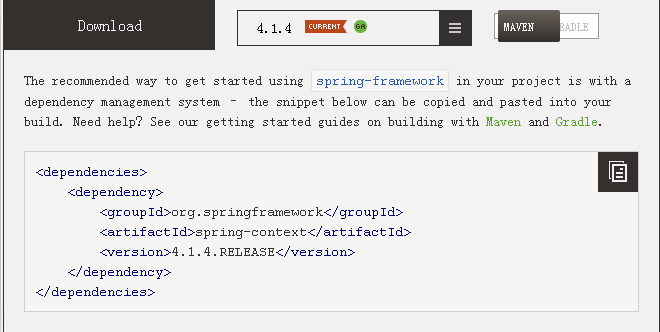 Download
4.1.4 CURRENT GA
MAVEN GRADLE
The recommended way to get started using spring-framework in your project is with a
dependency management system – the snippet below can be copied and pasted into your
build. Need help? See our getting started guides on building with Maven and Gradle.
<dependencies>
    <dependency>
        <groupId>org.springframework</groupId>
        <artifactId>spring-context</artifactId>
        <version>4.1.4.RELEASE</version>
    </dependency>
</dependencies>